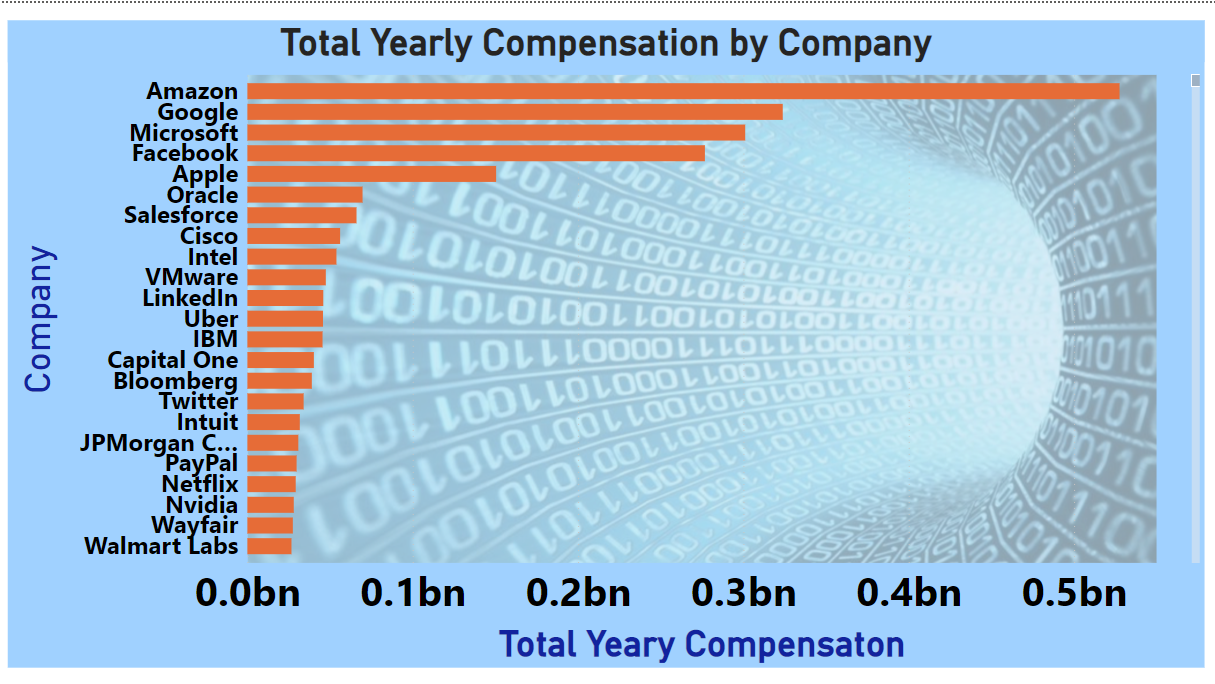 Total Yearly Compensation by Company
Amazon
Google
Microsoft
Facebook
Apple
Oracle
Salesforce
Cisco
Intel
VMware
LinkedIn
Uber
IBM
Capital One
Bloomberg
Twitter
Intuit
JPMorgan C...
PayPal
Netflix
Nvidia
Wayfair
Walmart Labs
Company
0.0bn 0.1bn 0.2bn 0.3bn 0.4bn 0.5bn
Total Yeary Compensaton